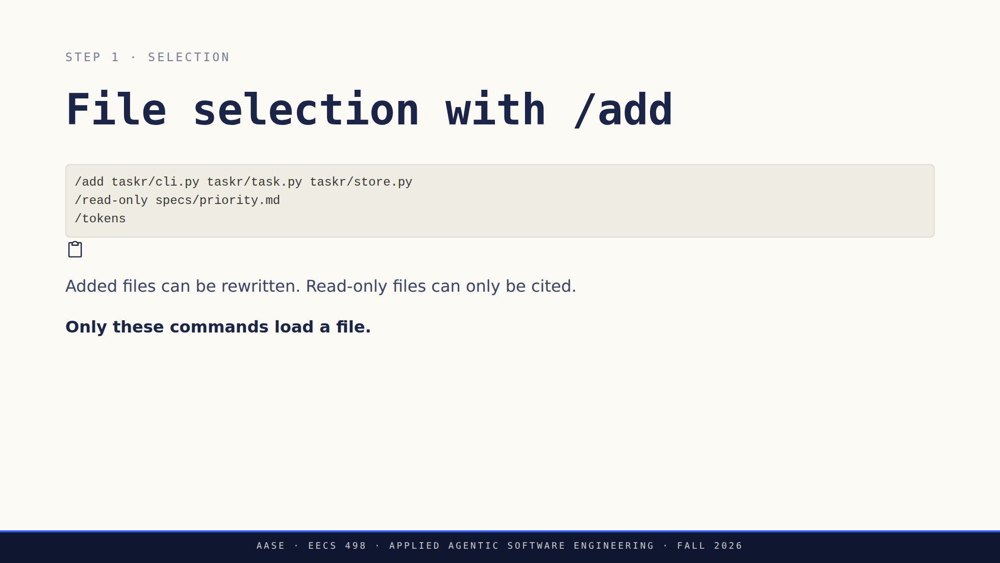 STEP 1 · SELECTION
File selection with /add
/add taskr/cli.py taskr/task.py taskr/store.py
/read-only specs/priority.md
/tokens
Added files can be rewritten. Read-only files can only be cited.
Only these commands load a file.
AASE · EECS 498 · APPLIED AGENTIC SOFTWARE ENGINEERING · FALL 2026